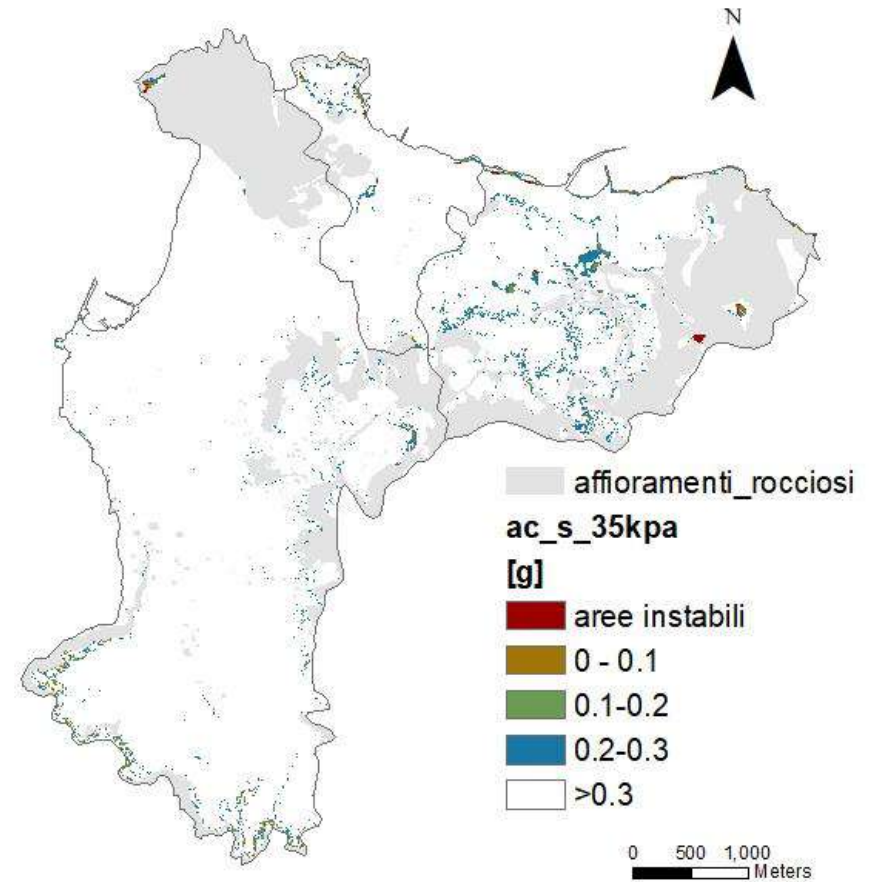 N
affioramenti_rocciosi
ac_s_35kpa
[g]
aree instabili
0 - 0.1
0.1-0.2
0.2-0.3
>0.3
0 500 1,000
Meters